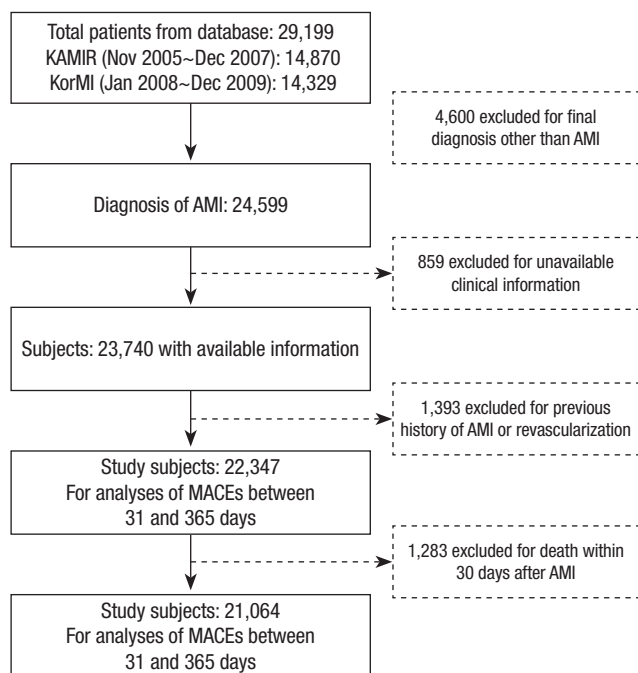 Total patients from database: 29,199
KAMIR (Nov 2005~Dec 2007): 14,870
KorMI (Jan 2008~Dec 2009): 14,329
4,600 excluded for final
diagnosis other than AMI
Diagnosis of AMI: 24,599
859 excluded for unavailable
clinical information
Subjects: 23,740 with available information
1,393 excluded for previous
history of AMI or revascularization
Study subjects: 22,347
For analyses of MACEs between
31 and 365 days
1,283 excluded for death within
30 days after AMI
Study subjects: 21,064
For analyses of MACEs between
31 and 365 days